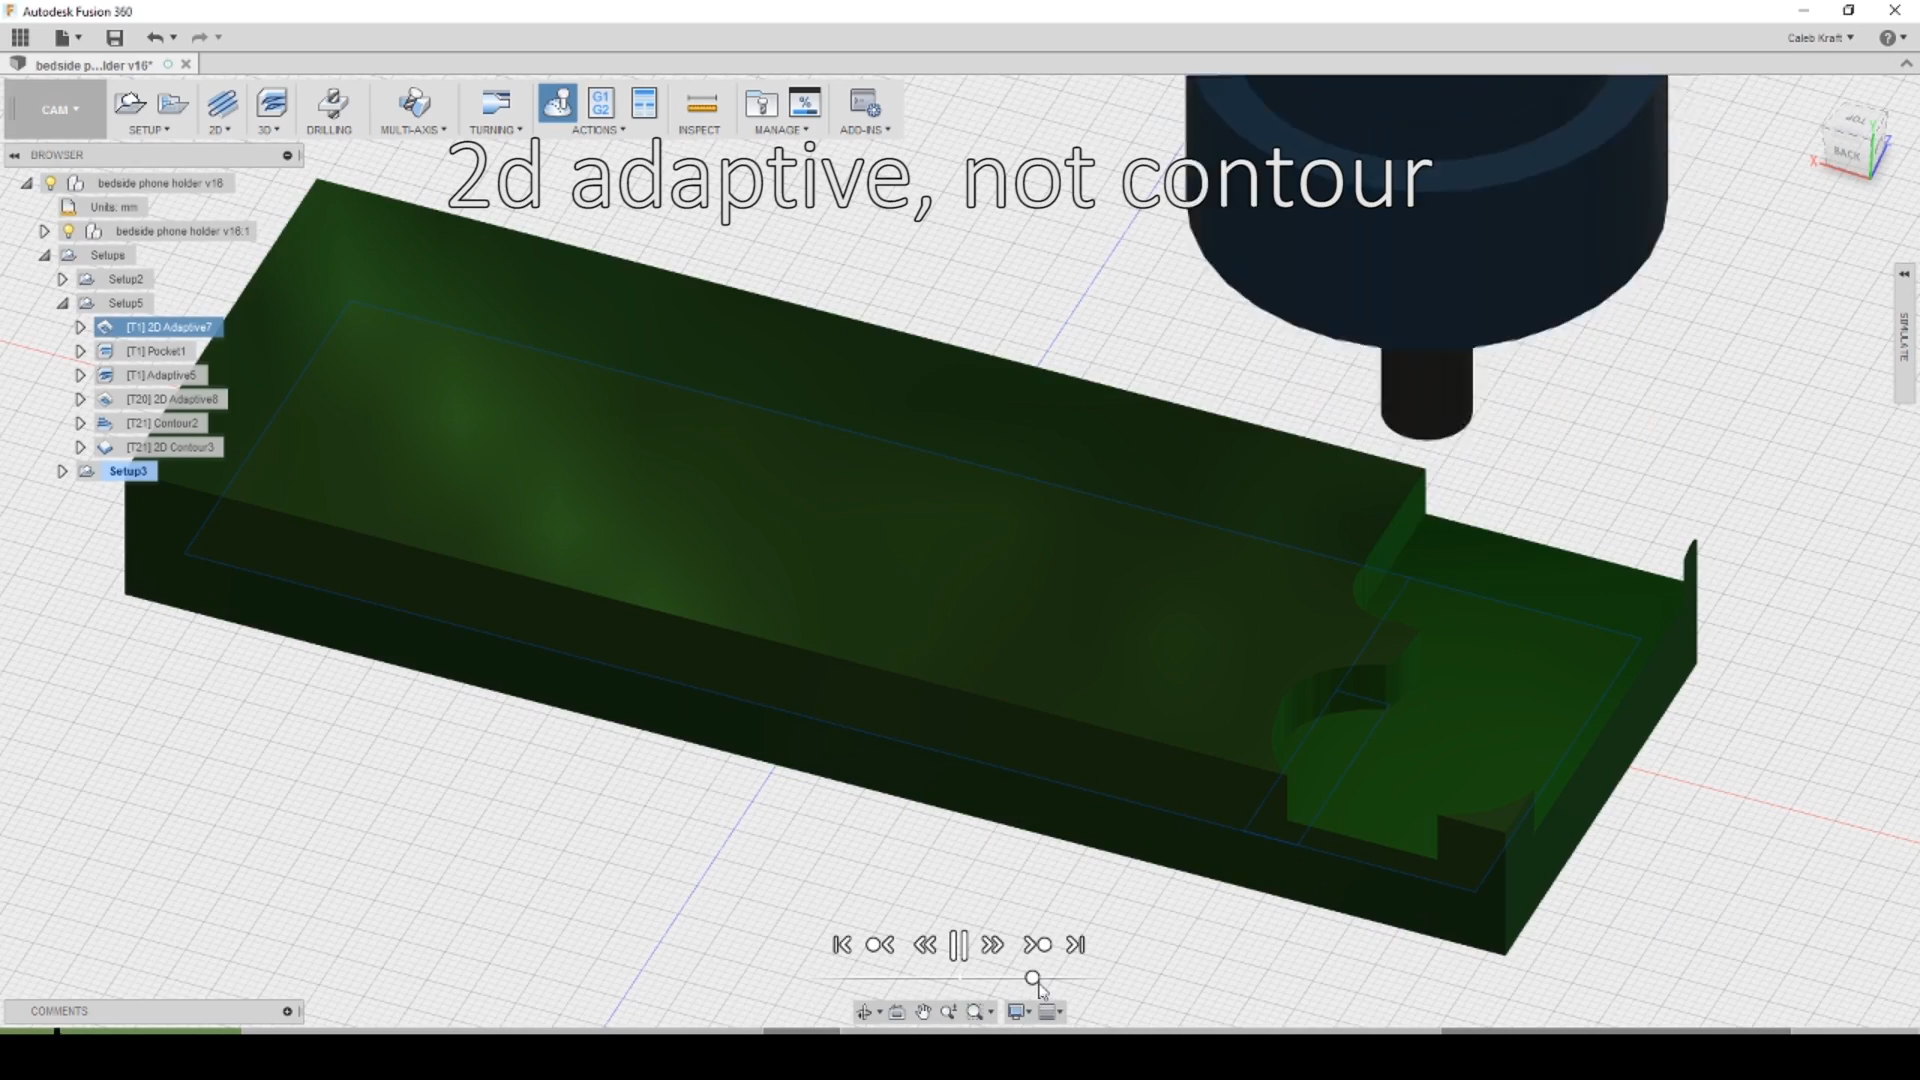 Autodesk Fusion 360
Caleb Kraft
bedside p...lder v16*
CAM
SETUP
2D
3D
DRILLING
MULTI-AXIS
TURNING
G1
G2
ACTIONS
INSPECT
MANAGE
ADD-INS
BROWSER
2d adaptive, not contour
TOP
BACK
X
Y
Z
bedside phone holder v16
Units: mm
bedside phone holder v16:1
Setups
Setup2
Setup5
[T1] 2D Adaptive7
[T1] Pocket1
[T1] Adaptive5
[T20] 2D Adaptive8
[T21] Contour2
[T21] 2D Contour3
Setup3
SIMULATE
COMMENTS